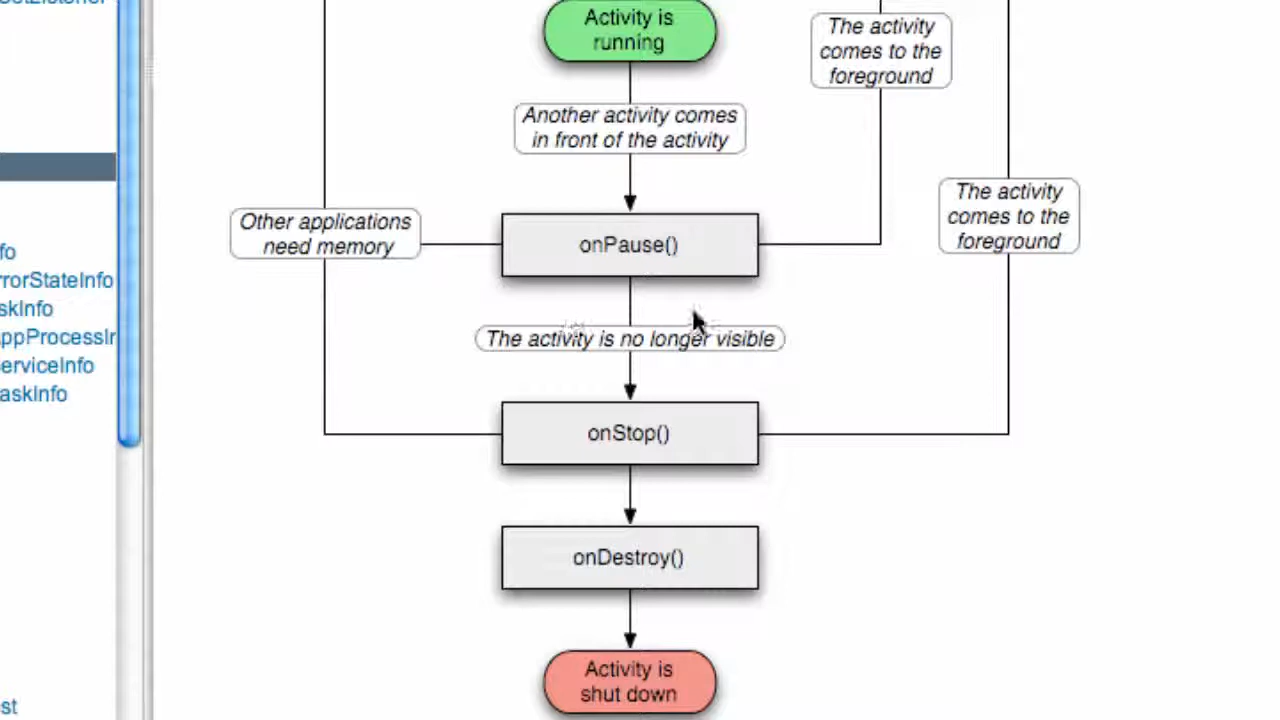 Activity is
running
The activity
comes to the
foreground
Another activity comes
in front of the activity
The activity
comes to the
foreground
Other applications
need memory
onPause()
fo
rrorStateInfo
skInfo
ppProcessIr
erviceInfo
askInfo
The activity is no longer visible
onStop()
onDestroy()
Activity is
shut down
st